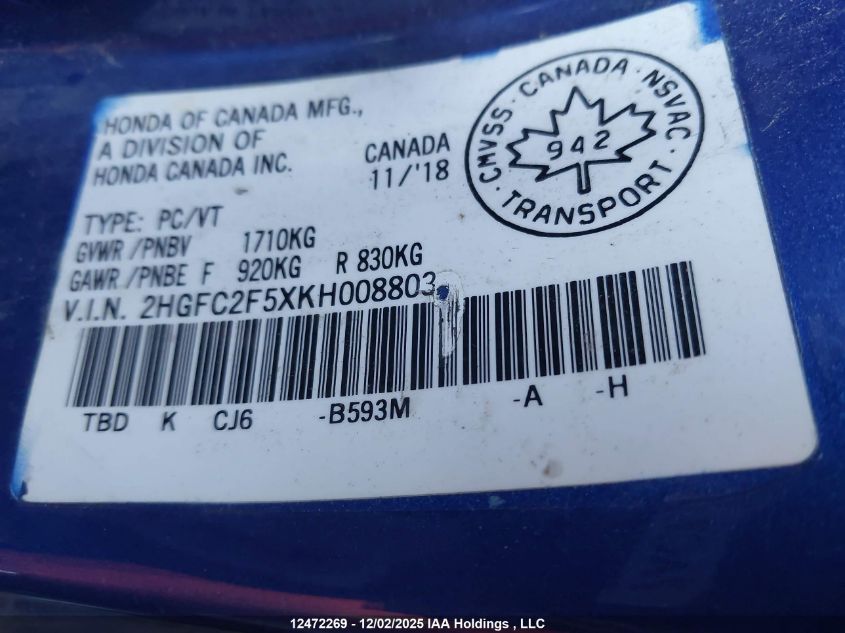 HONDA OF CANADA MFG.,
A DIVISION OF
HONDA CANADA INC.
CANADA
11/'18
TYPE: PC/VT
GVWR/PNBV 1710KG
GAWR/PNBE F 920KG R 830KG
V.I.N. 2HGFC2F5XKH008803
TBD K CJ6 -B593M -A -H
CMVSS · CANADA · NSVAC ·
942
TRANSPORT
12472269 - 12/02/2025 IAA Holdings , LLC